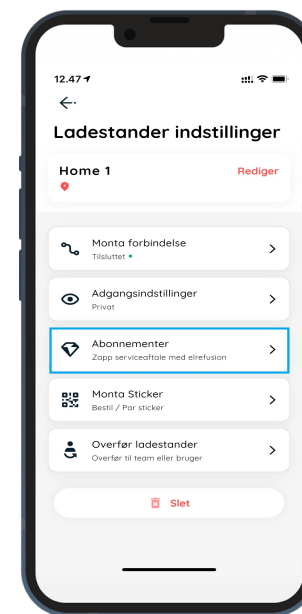 12.47
Ladestander indstillinger
Home 1
Rediger
Monta forbindelse
Tilsluttet
Adgangsindstillinger
Privat
Abonnementer
Zapp serviceaftale med elrefusion
Monta Sticker
Bestil / Par sticker
Overfør ladestander
Overfør til team eller bruger
Slet